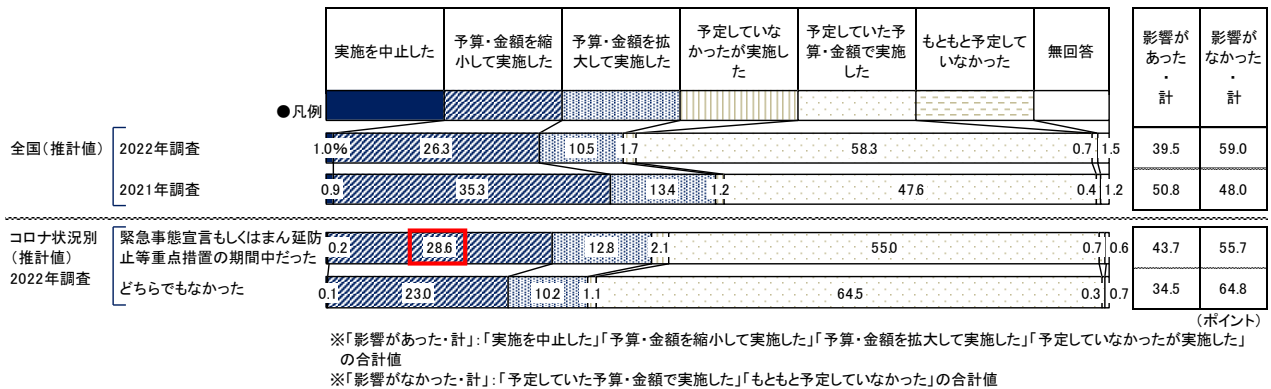 実施を中止した
予算・金額を縮
小して実施した
予算・金額を拡
大して実施した
予定していな
かったが実施し
た
予定していた予
算・金額で実施
した
もともと予定して
いなかった
無回答
影響が
あった
・
計
影響が
なかった
・
計
●凡例
全国(推計値)
2022年調査
1.0% 26.3 10.5 1.7 58.3 0.7 1.5 39.5 59.0
2021年調査
0.9 35.3 13.4 1.2 47.6 0.4 1.2 50.8 48.0
コロナ状況別
(推計値)
2022年調査
緊急事態宣言もしくはまん延防
止等重点措置の期間中だった
0.2 28.6 12.8 2.1 55.0 0.7 0.6 43.7 55.7
どちらでもなかった
0.1 23.0 10.2 1.1 64.5 0.3 0.7 34.5 64.8
(ポイント)
※「影響があった・計」:「実施を中止した」「予算・金額を縮小して実施した」「予算・金額を拡大して実施した」「予定していなかったが実施した」
の合計値
※「影響がなかった・計」:「予定していた予算・金額で実施」「もともと予定していなかった」の合計値